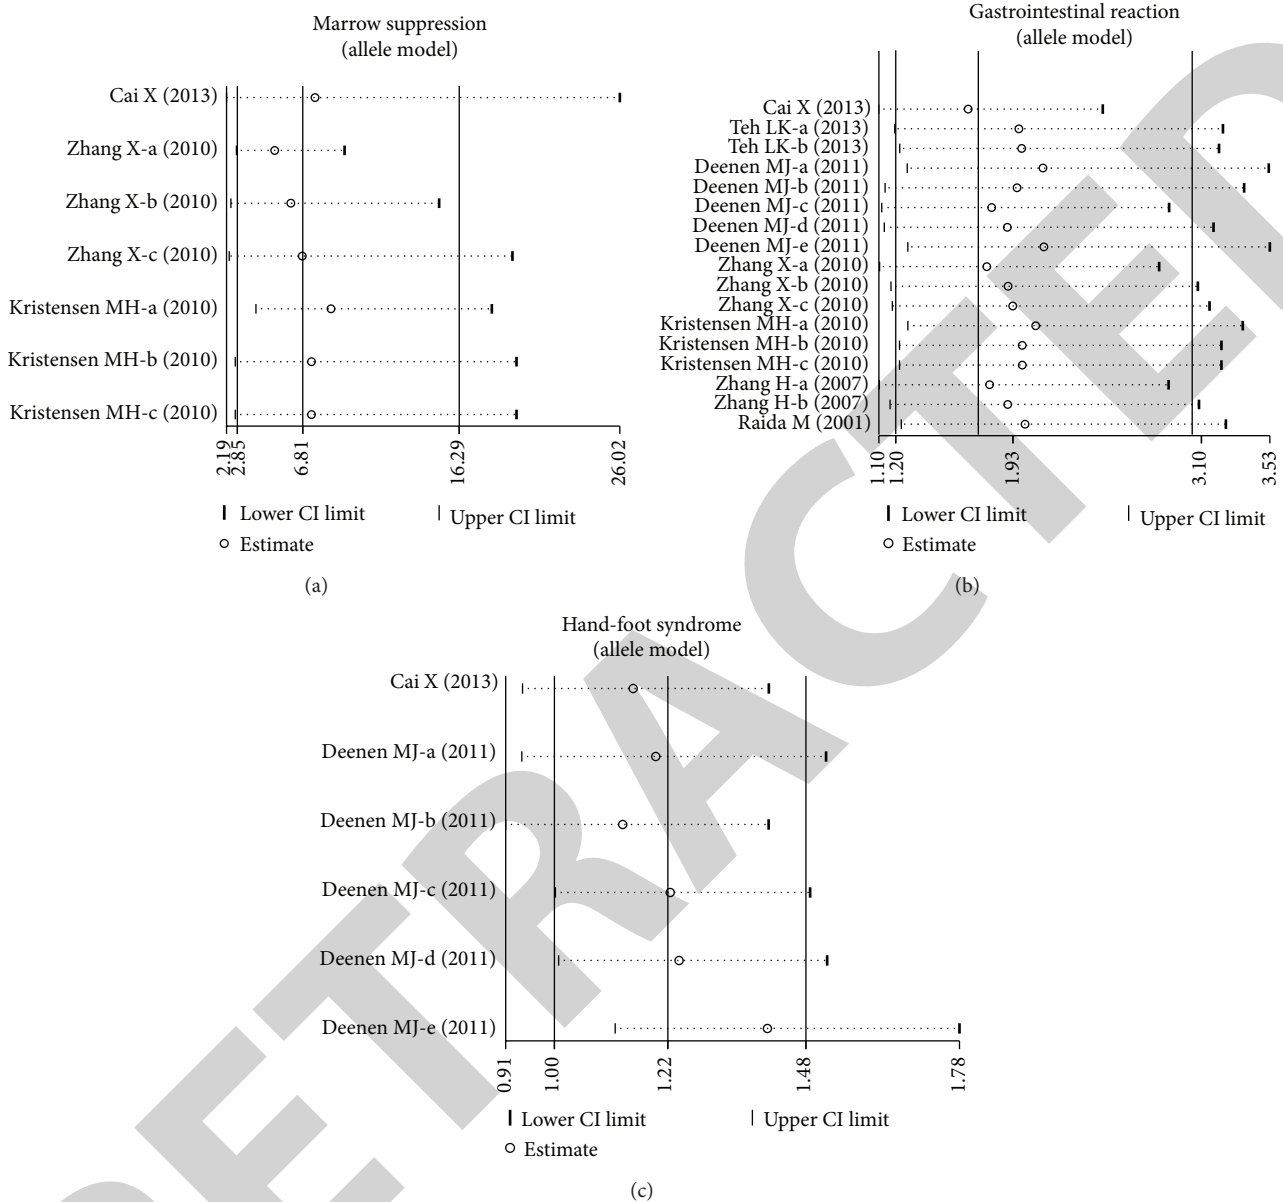 Marrow suppression
(allele model)
Cai X (2013)
Zhang X-a (2010)
Zhang X-b (2010)
Zhang X-c (2010)
Kristensen MH-a (2010)
Kristensen MH-b (2010)
Kristensen MH-c (2010)
2.19
2.85
6.81
16.29
26.02
Lower CI limit
Upper CI limit
Estimate
(a)
Gastrointestinal reaction
(allele model)
Cai X (2013)
Teh LK-a (2013)
Teh LK-b (2013)
Deenen MJ-a (2011)
Deenen MJ-b (2011)
Deenen MJ-c (2011)
Deenen MJ-d (2011)
Deenen MJ-e (2011)
Zhang X-a (2010)
Zhang X-b (2010)
Zhang X-c (2010)
Kristensen MH-a (2010)
Kristensen MH-b (2010)
Kristensen MH-c (2010)
Zhang H-a (2007)
Zhang H-b (2007)
Raida M (2001)
1.10
1.20
1.93
3.10
3.53
Lower CI limit
Upper CI limit
Estimate
(b)
Hand-foot syndrome
(allele model)
Cai X (2013)
Deenen MJ-a (2011)
Deenen MJ-b (2011)
Deenen MJ-c (2011)
Deenen MJ-d (2011)
Deenen MJ-e (2011)
0.91
1.00
1.22
1.48
1.78
Lower CI limit
Upper CI limit
Estimate
(c)
RETRACTED